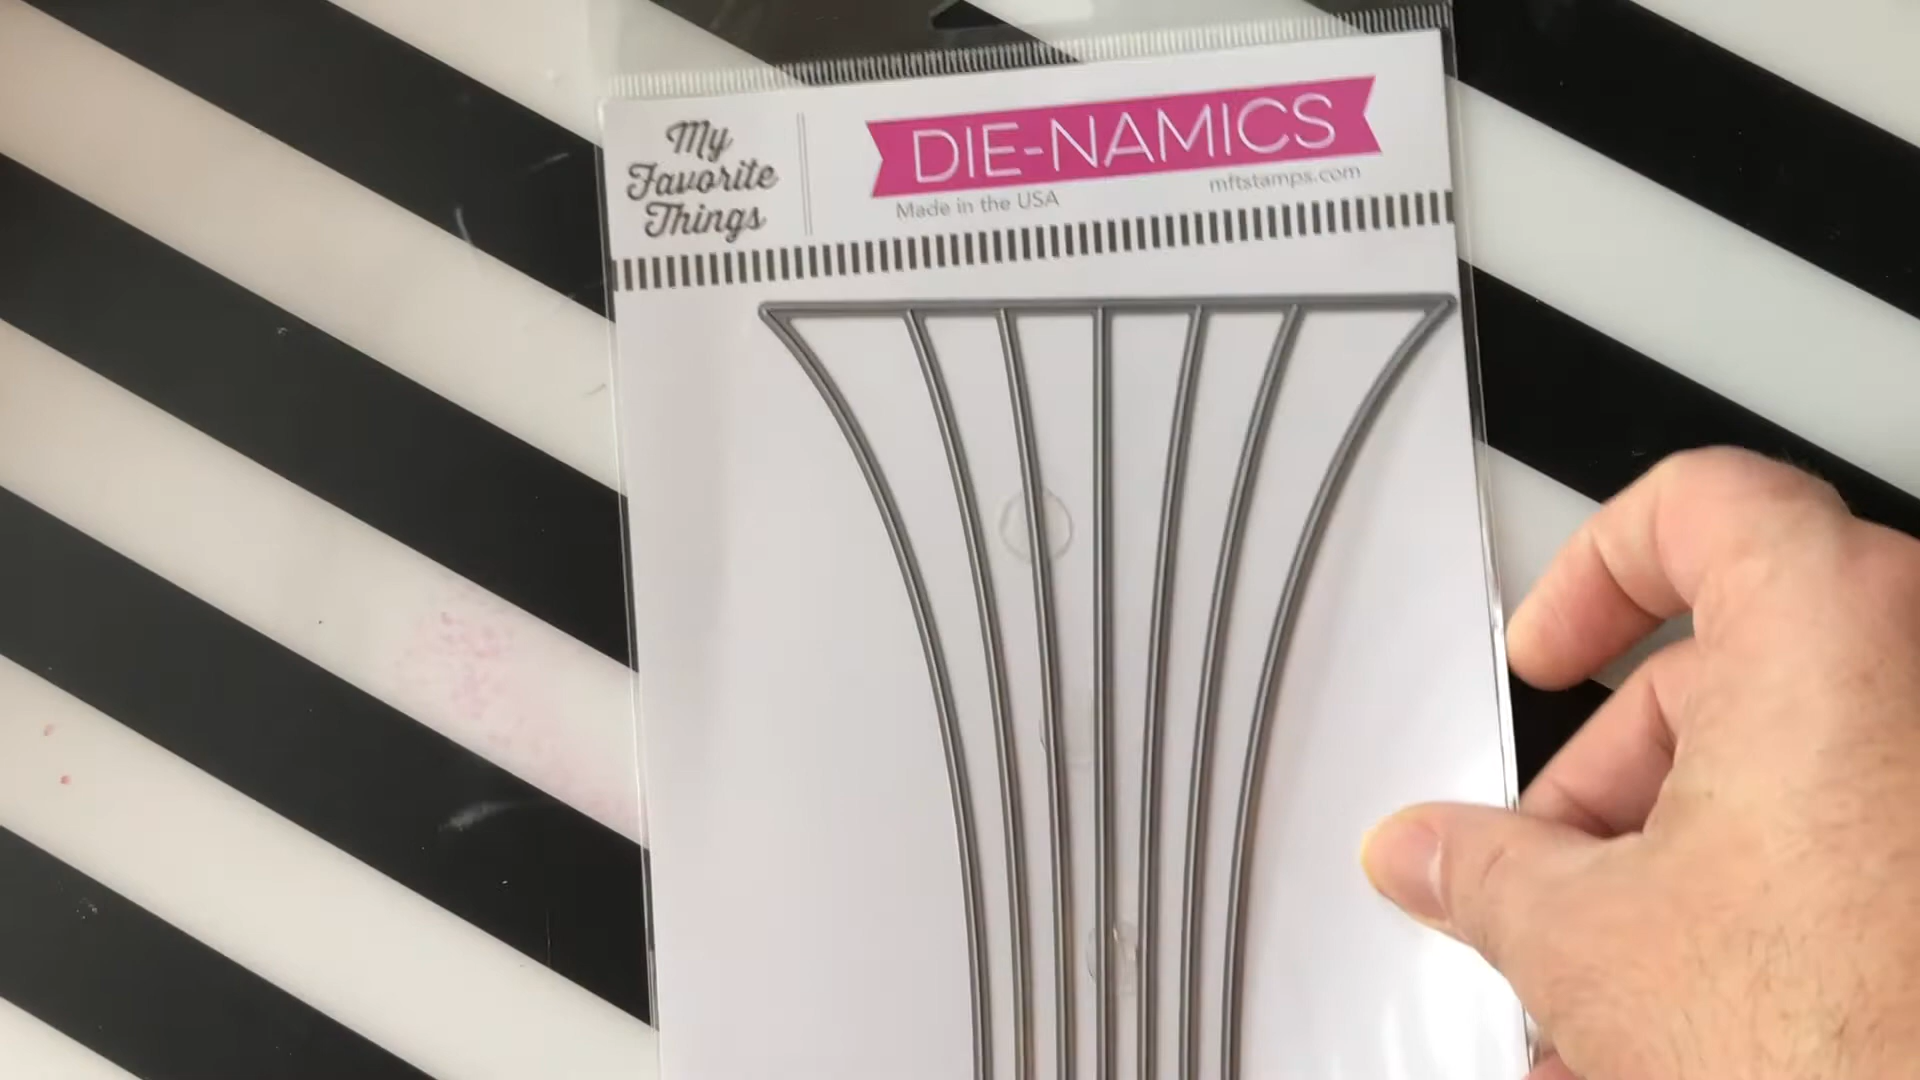 My
Favorite
Things
DIE-NAMICS
Made in the USA
mftstamps.com